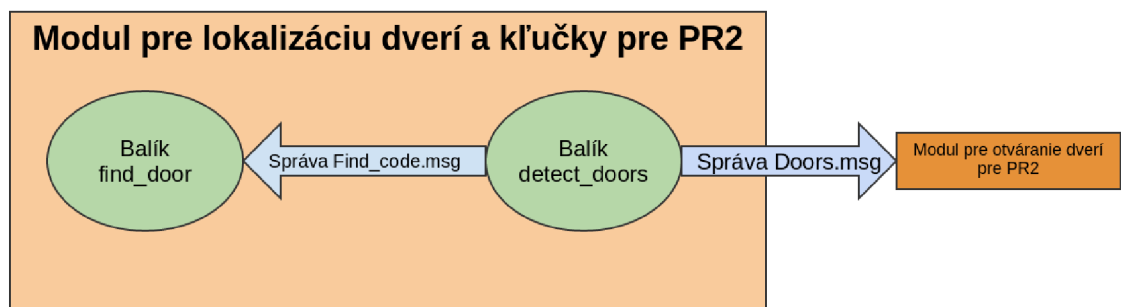 Modul pre lokalizáciu dverí a kľučky pre PR2
Balík
find_door
Správa Find_code.msg
Balík
detect_doors
Správa Doors.msg
Modul pre otváranie dverí
pre PR2